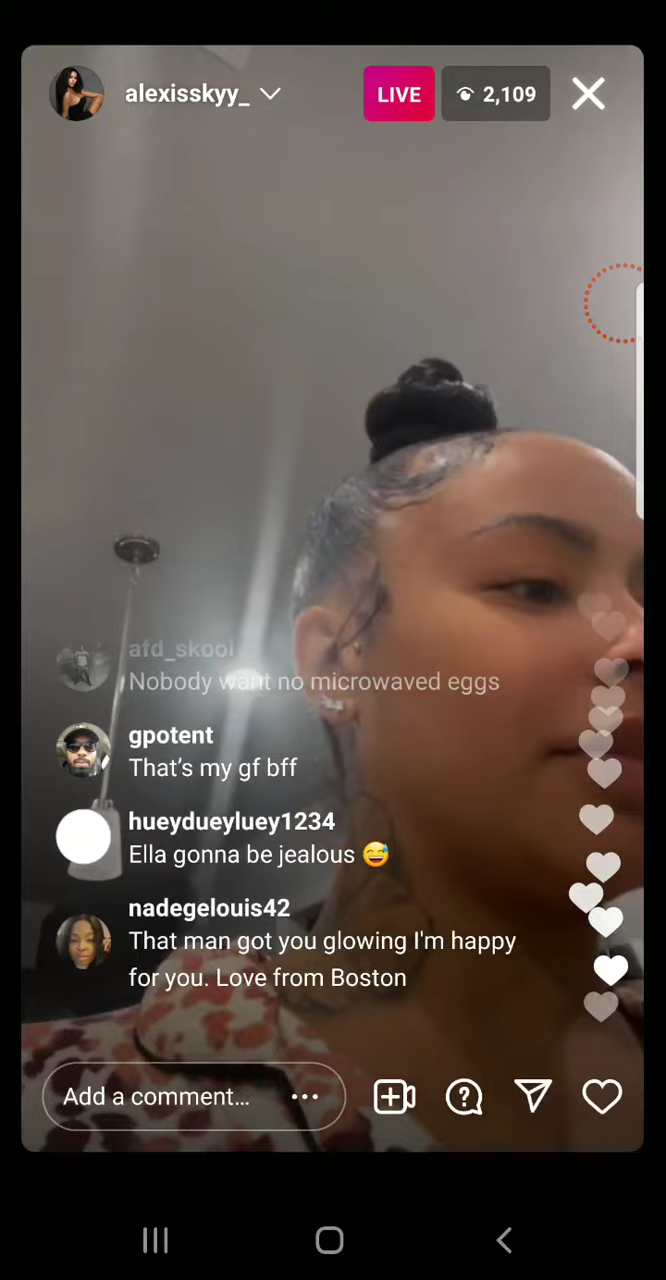 alexisskyy_
LIVE
2,109
afd_skool
Nobody want no microwaved eggs
gpotent
That's my gf bff
hueydueyluey1234
Ella gonna be jealous 😅
nadegelouis42
That man got you glowing I'm happy
for you. Love from Boston
Add a comment...